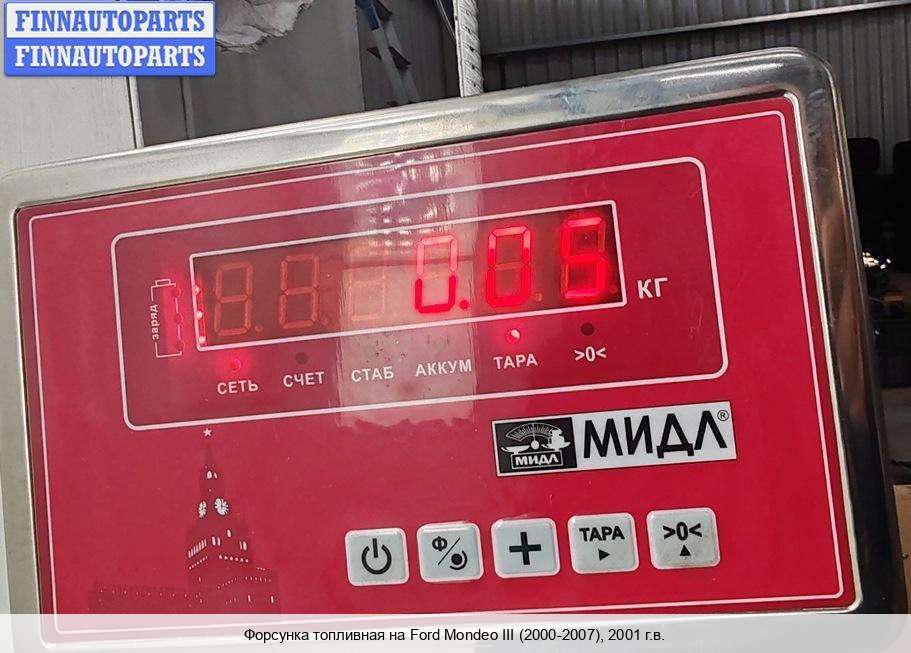 FINNAUTOPARTS
FINNAUTOPARTS
0.05
КГ
заряд
СЕТЬ СЧЕТ СТАБ АККУМ ТАРА >0<
МИДЛ МИДЛ®
Ф
+ ТАРА >0<
Форсунка топливная на Ford Mondeo III (2000-2007), 2001 г.в.